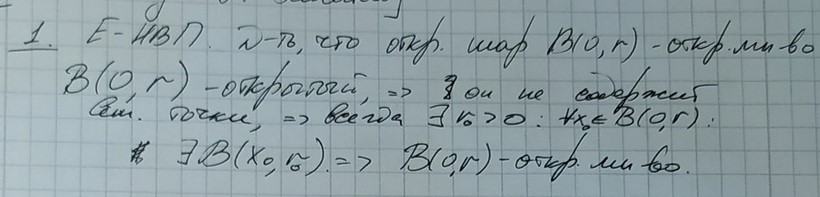 1. E - НВП. D-ть, что откр. шар B(0,r) - откр. мн-во
B(0,r) - открытый, => он не содержит
точки, => всегда ∃ r₀>0: ∀x₀∈B(0,r):
∃B(x₀,r₀). => B(0,r) - откр. мн-во.